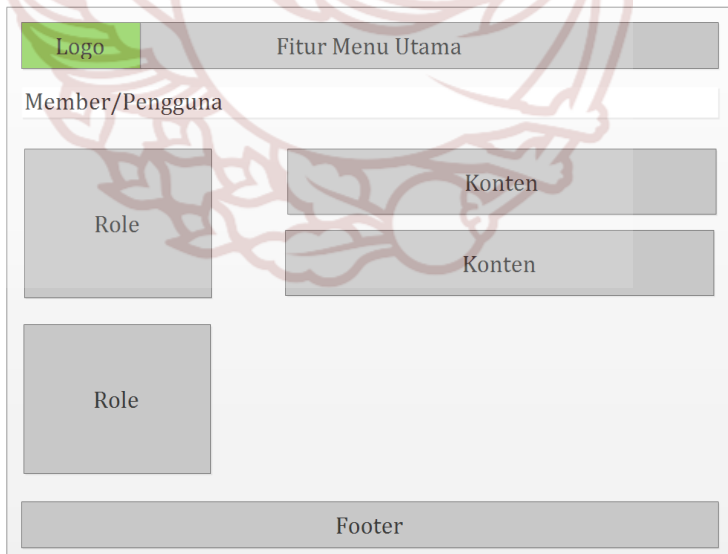 Logo
Fitur Menu Utama
Member/Pengguna
Role
Konten
Konten
Role
Footer